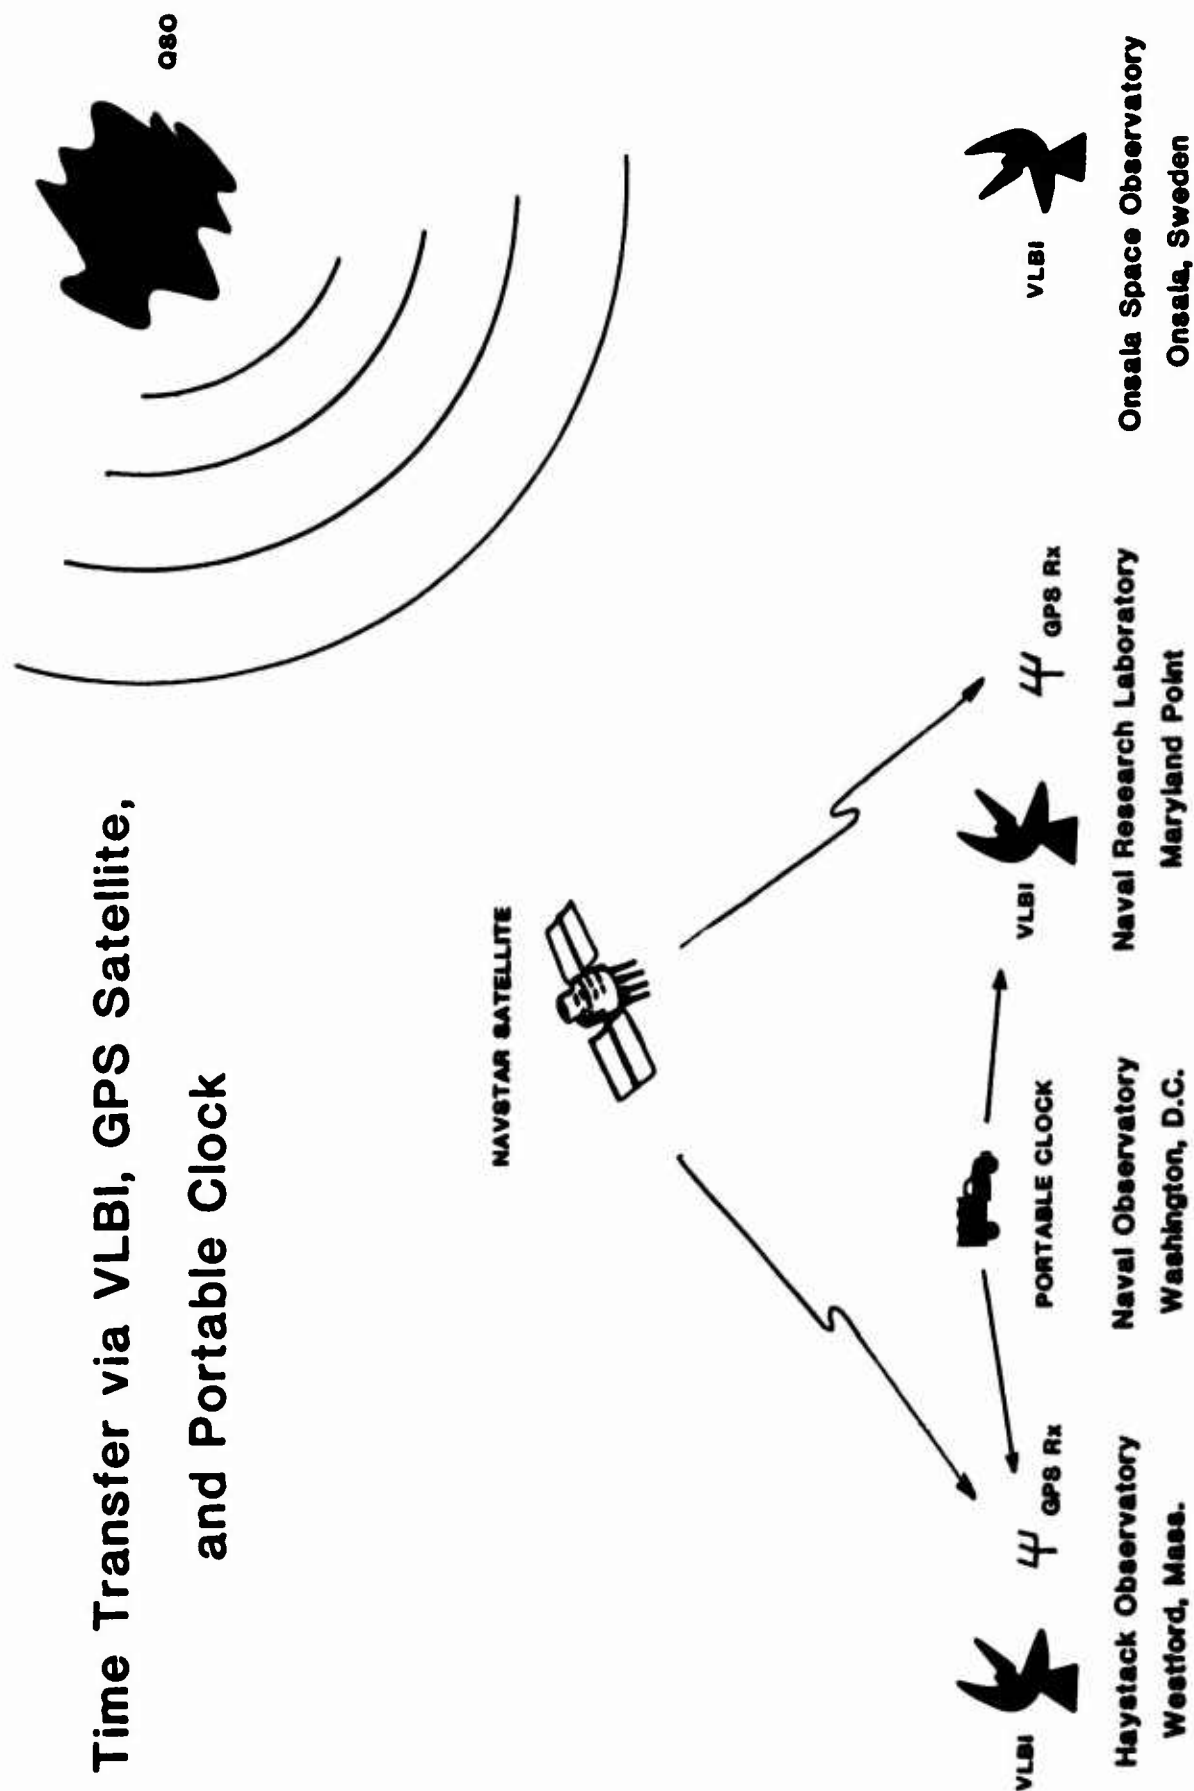 Time Transfer via VLBI, GPS Satellite,
and Portable Clock
QSO
NAVSTAR SATELLITE
VLBI
GPS Rx
PORTABLE CLOCK
VLBI
GPS Rx
VLBI
Haystack Observatory
Westford, Mass.
Naval Observatory
Washington, D.C.
Naval Research Laboratory
Maryland Point
Onsala Space Observatory
Onsala, Sweden